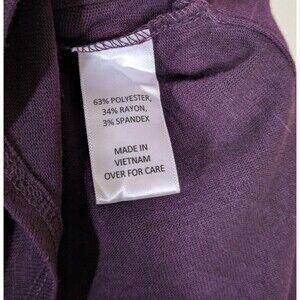 63% POLYESTER,
34% RAYON,
3% SPANDEX
MADE IN
VIETNAM
OVER FOR CARE